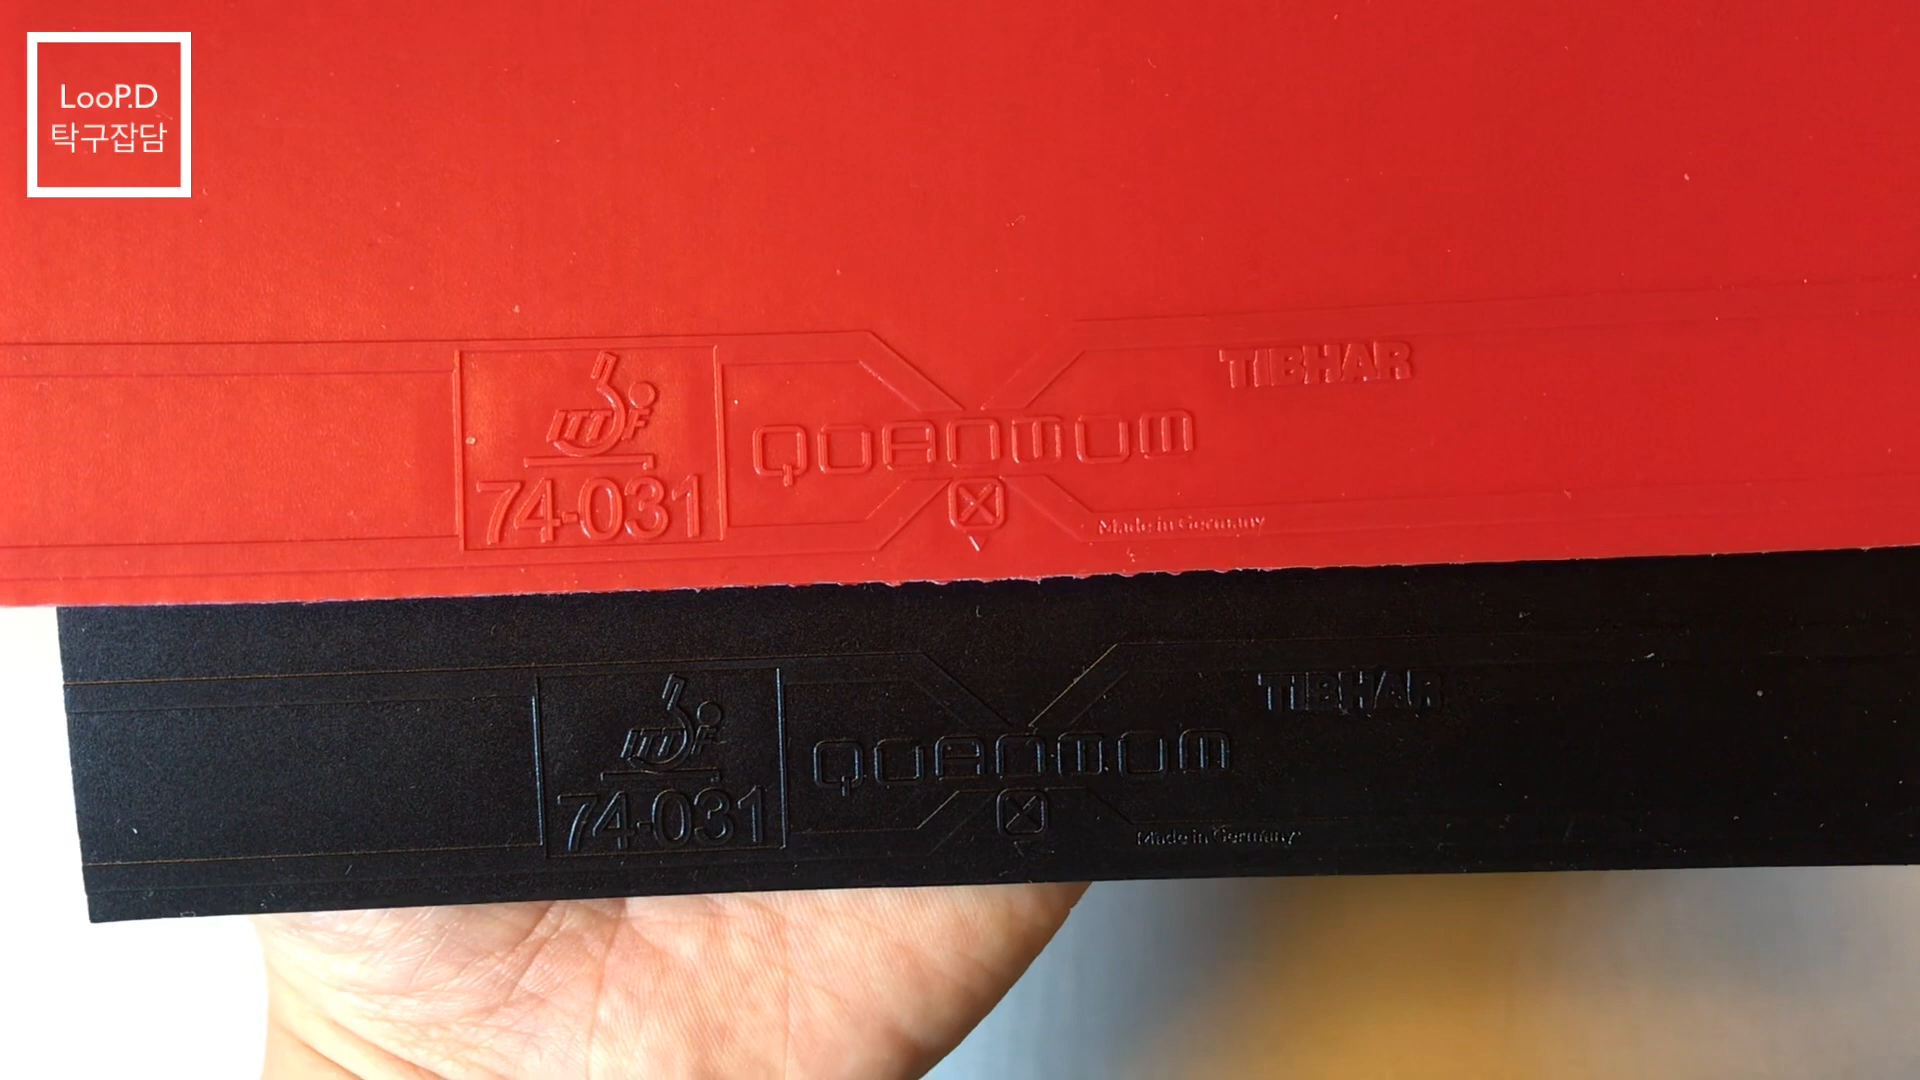 LooP.D
탁구잡담
TIBHAR
ITTF
QUANTUM
74-031
Made in Germany
TIBHAR
ITTF
QUANTUM
74-031
Made in Germany